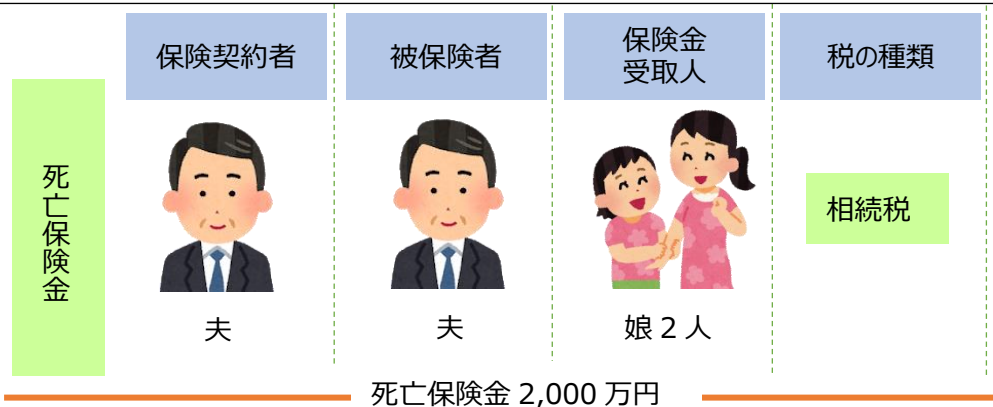 保険契約者
被保険者
保険金
受取人
税の種類
死亡保険金
夫
夫
娘２人
相続税
死亡保険金 2,000 万円